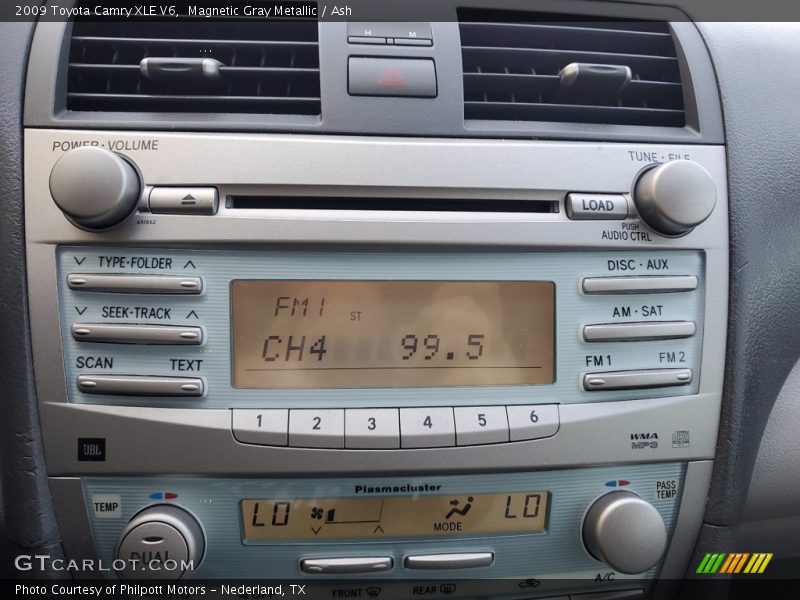 2009 Toyota Camry XLE V6, Magnetic Gray Metallic / Ash
H M
POWER · VOLUME
TUNE · FILE
A51862
LOAD
PUSH
AUDIO CTRL
TYPE·FOLDER
DISC · AUX
SEEK·TRACK
AM · SAT
SCAN TEXT
FM1 FM2
FM1 ST
CH4 99.5
1 2 3 4 5 6
JBL
WMA
MP3
Plasmacluster
TEMP
PASS
TEMP
LO MODE LO
DUAL
A/C
FRONT REAR
GTCARLOT.COM
Photo Courtesy of Philpott Motors - Nederland, TX